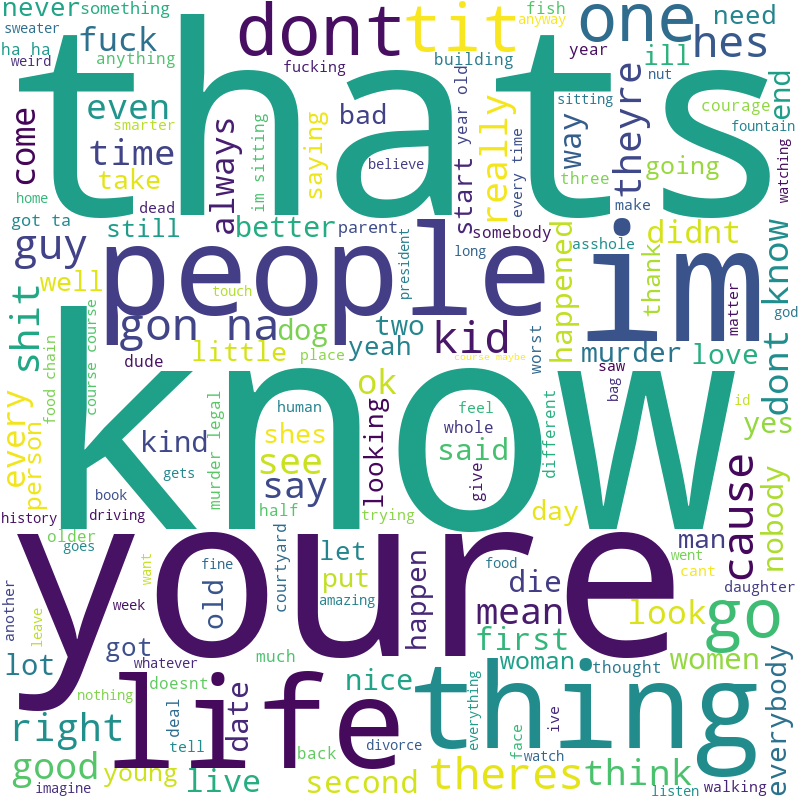 never
something
sweater
ha ha
weird
fuck
anything
dont
tit
fucking
anyway
fish
building
one
need
hes
year
ill
nut
thats
even
smarter
time
take
come
home
dead
always
im sitting
saying
bad
believe
start
year old
really
every time
sitting
way
three
make
theyre
going
courage
fountain
end
watching
got ta
still
better
parent
somebody
guy
well
people
president
long
asshole
happened
didnt
thank
im
dont know
god
matter
touch
shit
gon na
dog
two
yeah
kid
dude
little
place
course course
food chain
course maybe
worst
murder
love
saw
bag
ok
know
human
feel
whole
said
different
id
yes
every
person
kind
murder legal
shes
see
say
looking
give
gets
book
history
driving
half
trying
day
cause
nobody
man
older
goes
youre
courtyard
let
fine
put
old
amazing
happen
food
die
mean
first
look
went
cant
daughter
go
another
leave
week
want
lot
got
whatever
much
nice
woman
thought
women
everybody
doesnt
nothing
right
deal
tell
life
date
back
divorce
thing
everything
face
watch
ive
good
imagine
young
live
second
theres
think
listen
walking